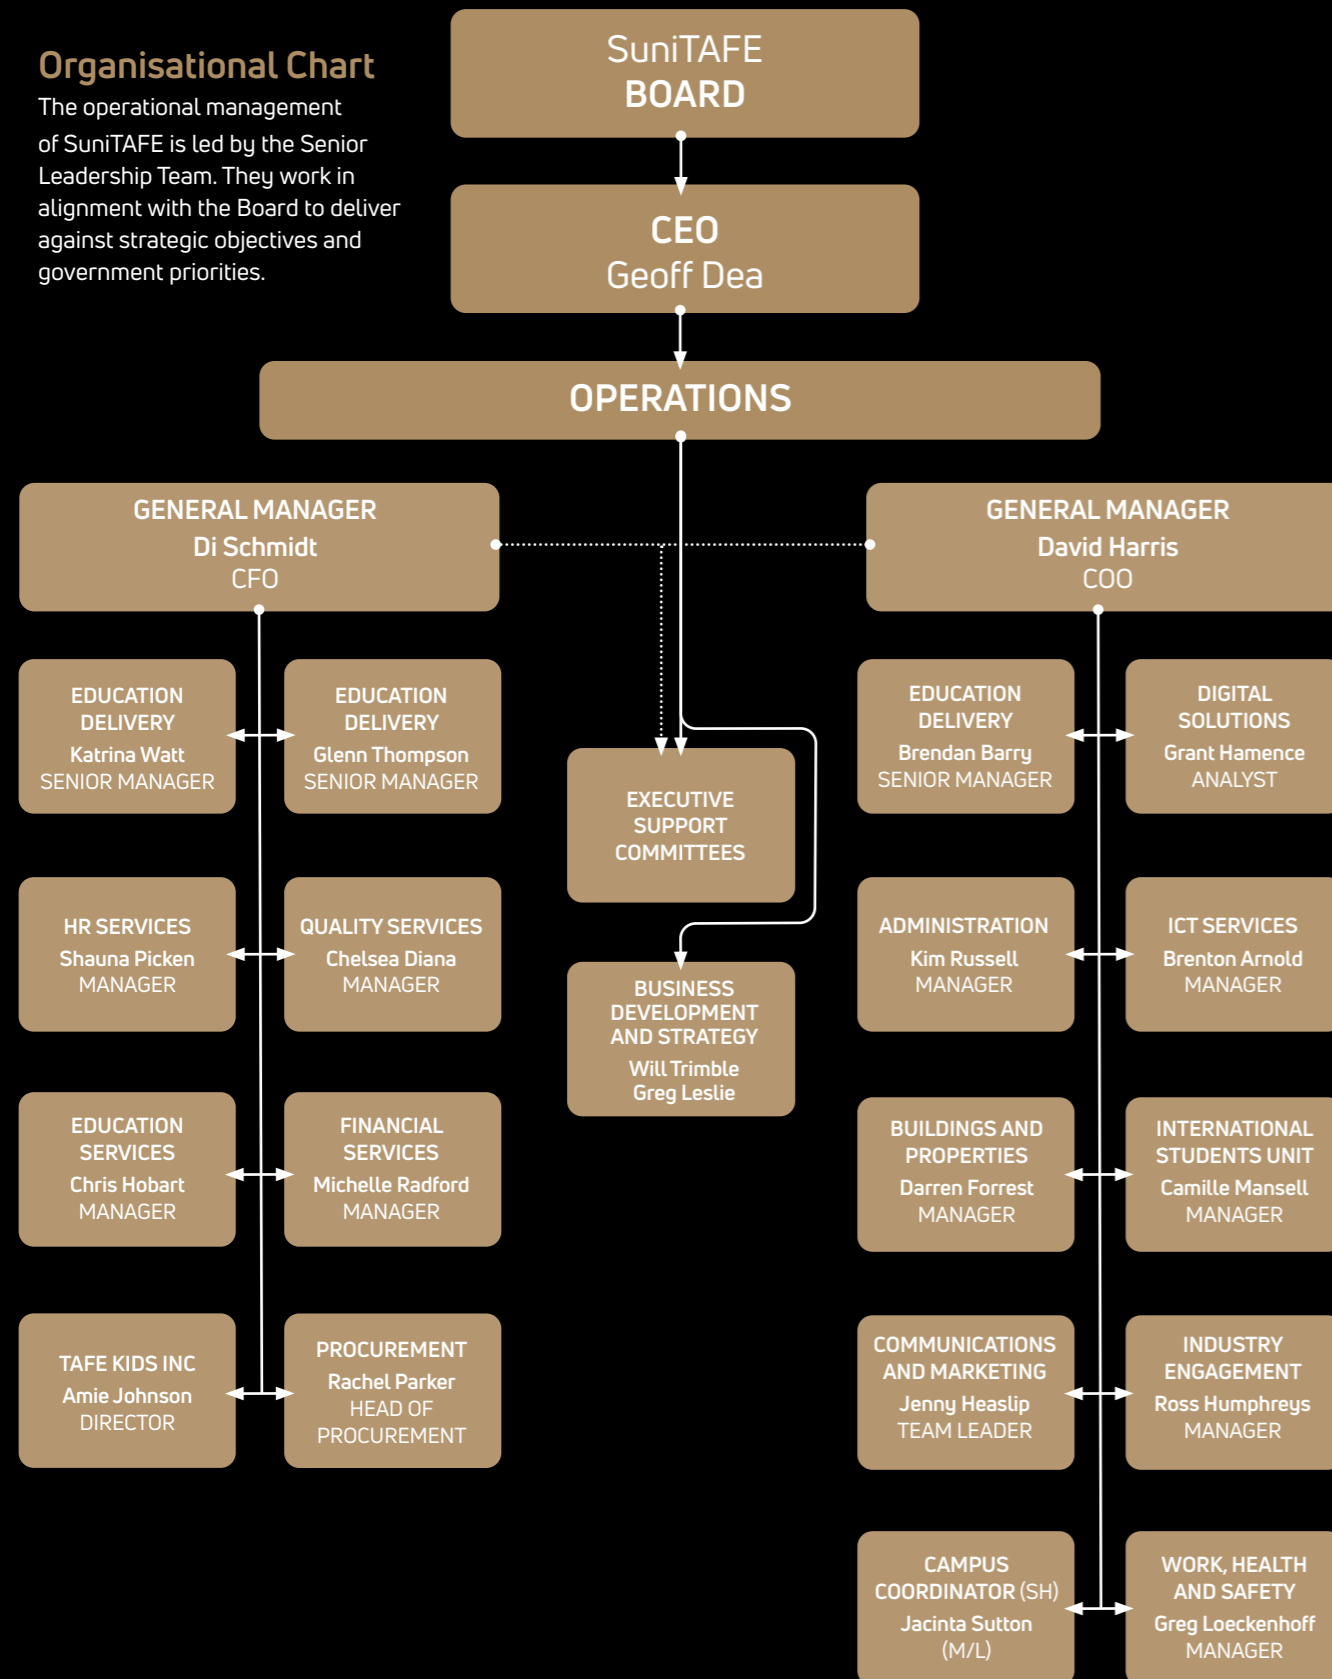 Organisational Chart
The operational management
of SuniTAFE is led by the Senior
Leadership Team. They work in
alignment with the Board to deliver
against strategic objectives and
government priorities.
SuniTAFE
BOARD
CEO
Geoff Dea
OPERATIONS
GENERAL MANAGER
Di Schmidt
CFO
GENERAL MANAGER
David Harris
COO
EDUCATION
DELIVERY
Katrina Watt
SENIOR MANAGER
EDUCATION
DELIVERY
Glenn Thompson
SENIOR MANAGER
HR SERVICES
Shauna Picken
MANAGER
QUALITY SERVICES
Chelsea Diana
MANAGER
EDUCATION
SERVICES
Chris Hobart
MANAGER
FINANCIAL
SERVICES
Michelle Radford
MANAGER
TAFE KIDS INC
Amie Johnson
DIRECTOR
PROCUREMENT
Rachel Parker
HEAD OF
PROCUREMENT
EXECUTIVE
SUPPORT
COMMITTEES
BUSINESS
DEVELOPMENT
AND STRATEGY
Will Trimble
Greg Leslie
EDUCATION
DELIVERY
Brendan Barry
SENIOR MANAGER
DIGITAL
SOLUTIONS
Grant Hamence
ANALYST
ADMINISTRATION
Kim Russell
MANAGER
ICT SERVICES
Brenton Arnold
MANAGER
BUILDINGS AND
PROPERTIES
Darren Forrest
MANAGER
INTERNATIONAL
STUDENTS UNIT
Camille Mansell
MANAGER
COMMUNICATIONS
AND MARKETING
Jenny Heaslip
TEAM LEADER
INDUSTRY
ENGAGEMENT
Ross Humphreys
MANAGER
CAMPUS
COORDINATOR (SH)
Jacinta Sutton
(M/L)
WORK, HEALTH
AND SAFETY
Greg Loeckenhoff
MANAGER